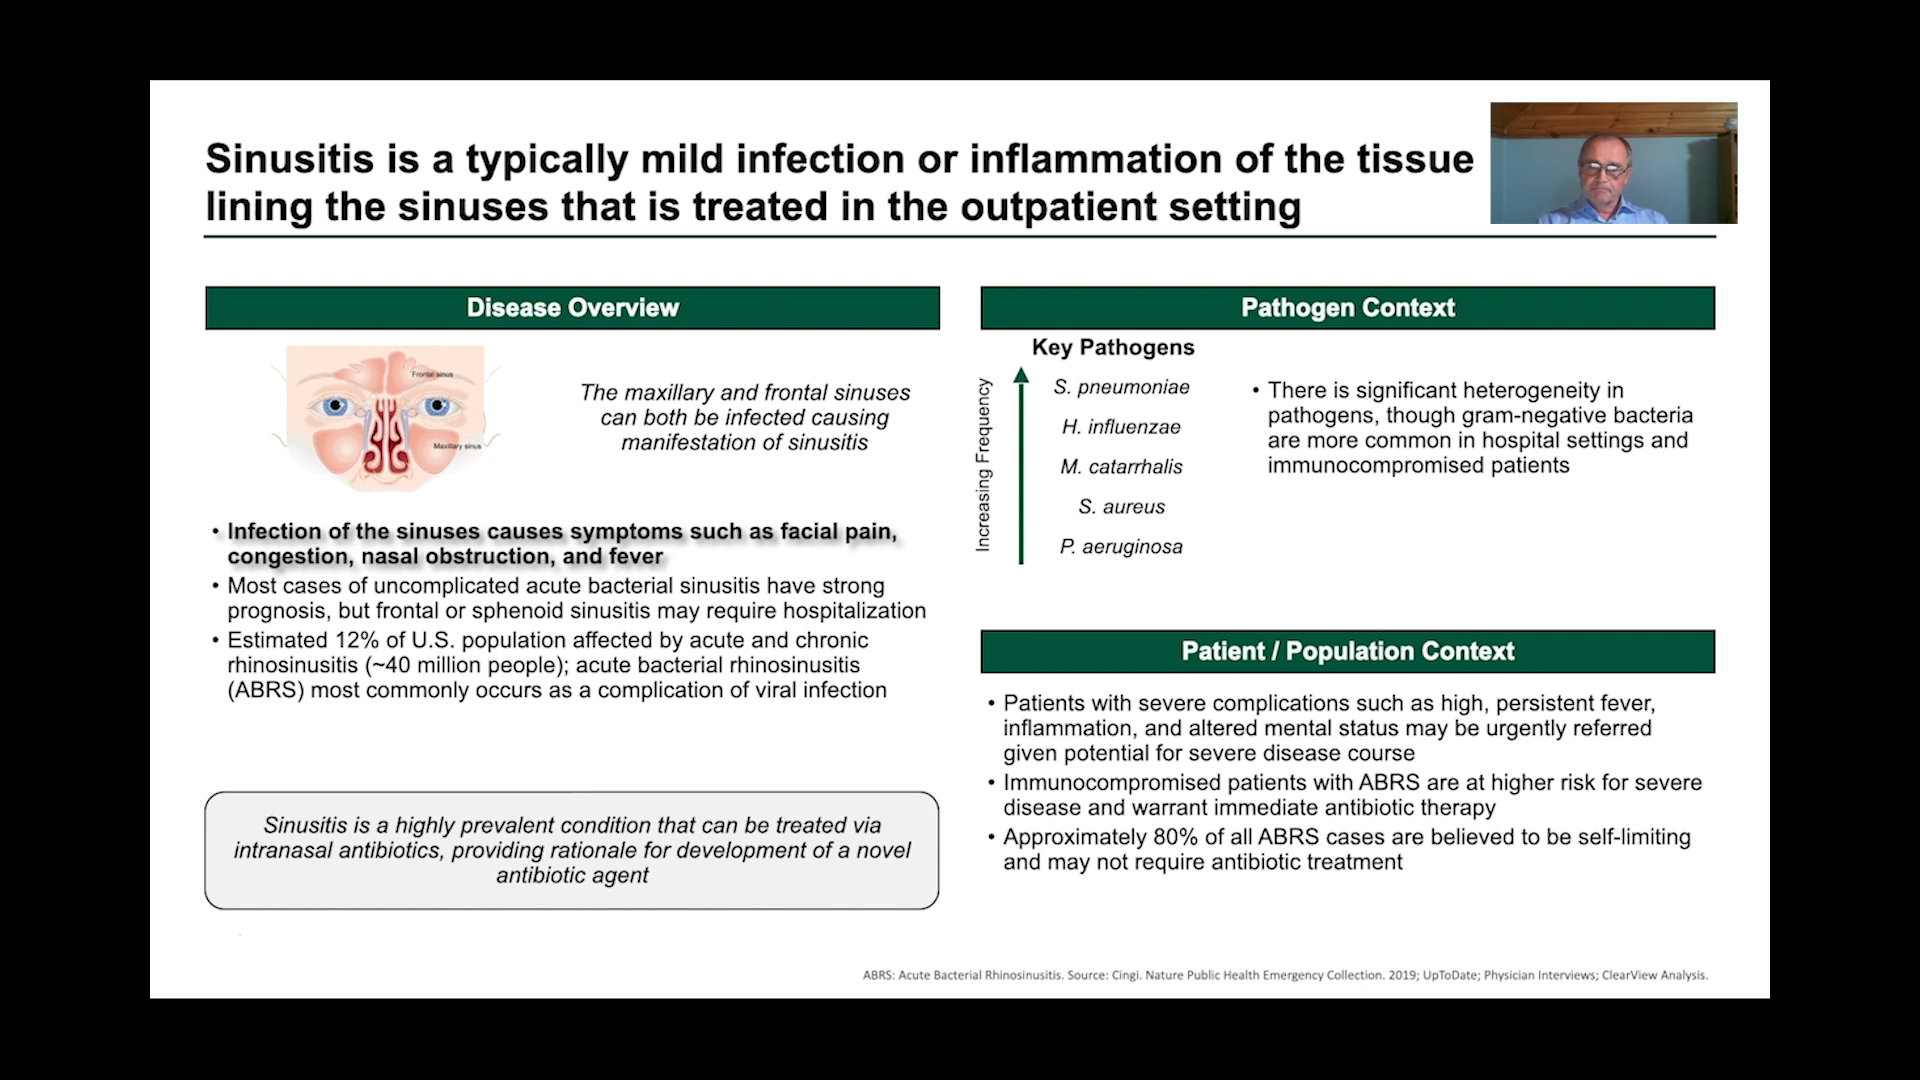 Sinusitis is a typically mild infection or inflammation of the tissue
lining the sinuses that is treated in the outpatient setting
Disease Overview
Frontal sinus
Maxillary sinus
The maxillary and frontal sinuses
can both be infected causing
manifestation of sinusitis
• Infection of the sinuses causes symptoms such as facial pain,
congestion, nasal obstruction, and fever
• Most cases of uncomplicated acute bacterial sinusitis have strong
prognosis, but frontal or sphenoid sinusitis may require hospitalization
• Estimated 12% of U.S. population affected by acute and chronic
rhinosinusitis (~40 million people); acute bacterial rhinosinusitis
(ABRS) most commonly occurs as a complication of viral infection
Sinusitis is a highly prevalent condition that can be treated via
intranasal antibiotics, providing rationale for development of a novel
antibiotic agent
Pathogen Context
Key Pathogens
Increasing Frequency
S. pneumoniae
H. influenzae
M. catarrhalis
S. aureus
P. aeruginosa
• There is significant heterogeneity in
pathogens, though gram-negative bacteria
are more common in hospital settings and
immunocompromised patients
Patient / Population Context
• Patients with severe complications such as high, persistent fever,
inflammation, and altered mental status may be urgently referred
given potential for severe disease course
• Immunocompromised patients with ABRS are at higher risk for severe
disease and warrant immediate antibiotic therapy
• Approximately 80% of all ABRS cases are believed to be self-limiting
and may not require antibiotic treatment
ABRS: Acute Bacterial Rhinosinusitis. Source: Cingi. Nature Public Health Emergency Collection. 2019; UpToDate; Physician Interviews; ClearView Analysis.